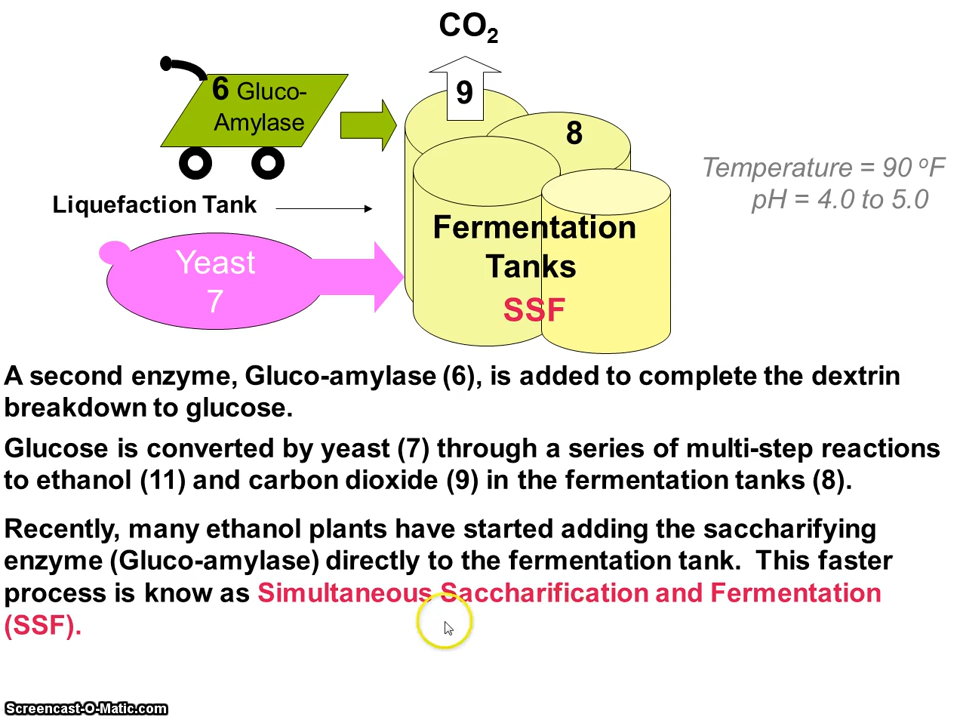 CO2
9
6 Gluco-
Amylase
8
Temperature = 90 oF
pH = 4.0 to 5.0
Liquefaction Tank
Fermentation
Tanks
SSF
Yeast
7
A second enzyme, Gluco-amylase (6), is added to complete the dextrin
breakdown to glucose.
Glucose is converted by yeast (7) through a series of multi-step reactions
to ethanol (11) and carbon dioxide (9) in the fermentation tanks (8).
Recently, many ethanol plants have started adding the saccharifying
enzyme (Gluco-amylase) directly to the fermentation tank.  This faster
process is know as Simultaneous Saccharification and Fermentation
(SSF).
Screencast-O-Matic.com